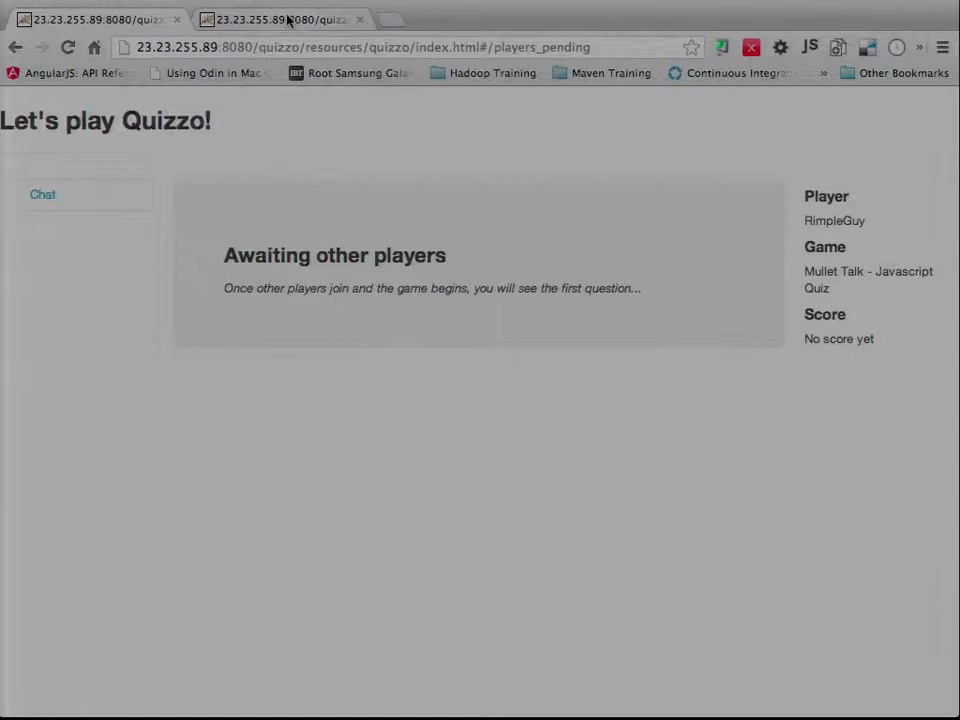 23.23.255.89:8080/quizz
23.23.255.89:8080/quizz
23.23.255.89:8080/quizzo/resources/quizzo/index.html#/players_pending
JS
»
AngularJS: API Refe
Using Odin in Mac
IBT Root Samsung Gala
Hadoop Training
Maven Training
Continuous Integra
»
Other Bookmarks
Let's play Quizzo!
Chat
Awaiting other players
Once other players join and the game begins, you will see the first question...
Player
RimpleGuy
Game
Mullet Talk - Javascript
Quiz
Score
No score yet